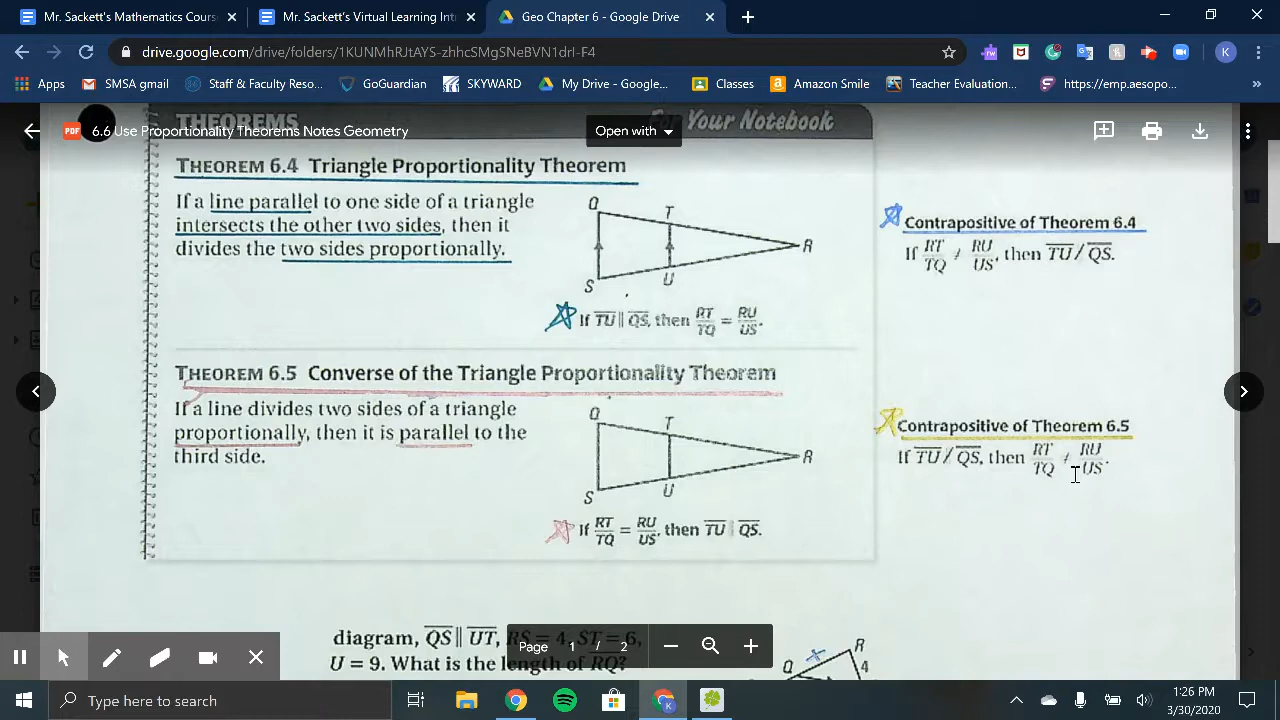 Mr. Sackett's Mathematics Cours
Mr. Sackett's Virtual Learning Int
Geo Chapter 6 - Google Drive
drive.google.com/drive/folders/1KUNMhRJtAYS-zhhcSMgSNeBVN1drl-F4
K
Apps
SMSA gmail
Staff & Faculty Reso...
GoGuardian
SKYWARD
My Drive - Google...
Classes
Amazon Smile
Teacher Evaluation...
https://emp.aesopo...
THEOREMS
For Your Notebook
PDF
6.6 Use Proportionality Theorems Notes Geometry
Open with
THEOREM 6.4 Triangle Proportionality Theorem
If a line parallel to one side of a triangle
intersects the other two sides, then it
divides the two sides proportionally.
Q
T
R
S
U
If TU || QS, then RT/TQ = RU/US.
Contrapositive of Theorem 6.4
If RT/TQ ≠ RU/US, then TU ∦ QS.
THEOREM 6.5 Converse of the Triangle Proportionality Theorem
If a line divides two sides of a triangle
proportionally, then it is parallel to the
third side.
Q
T
R
S
U
If RT/TQ = RU/US, then TU || QS.
Contrapositive of Theorem 6.5
If TU ∦ QS, then RT/TQ ≠ RU/US.
diagram, QS || UT, RS = 4, ST = 6,
U = 9. What is the length of RQ?
Q
x
R
4
Page 1 / 2
Type here to search
1:26 PM
3/30/2020